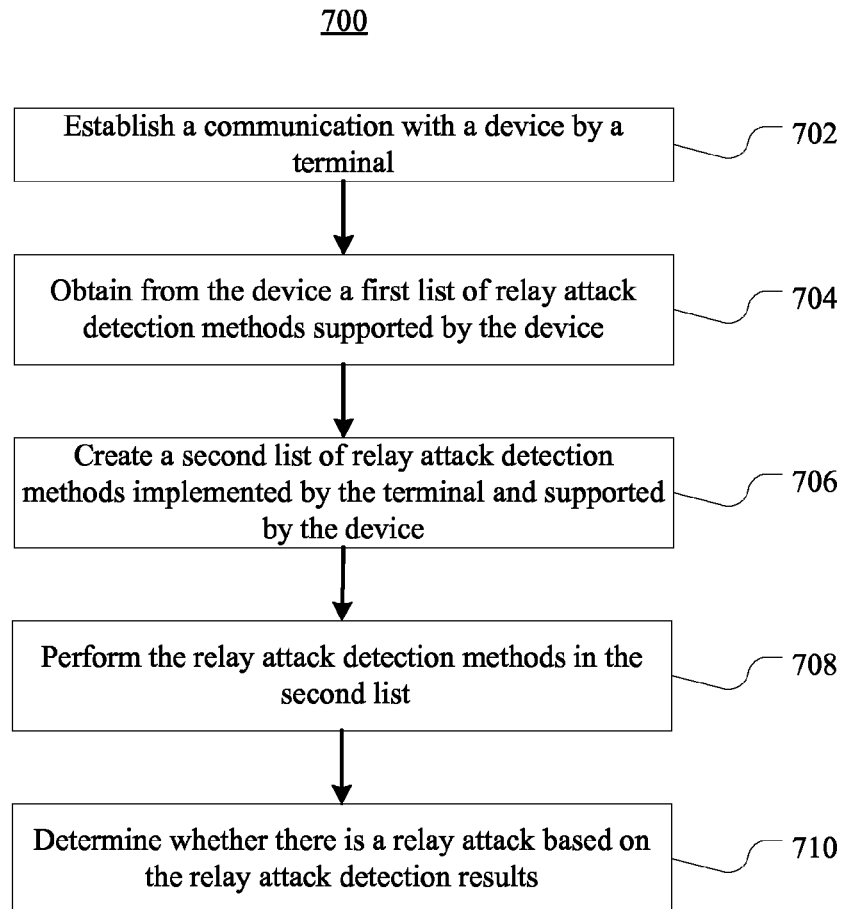 700
Establish a communication with a device by a
terminal
702
Obtain from the device a first list of relay attack
detection methods supported by the device
704
Create a second list of relay attack detection
methods implemented by the terminal and supported
by the device
706
Perform the relay attack detection methods in the
second list
708
Determine whether there is a relay attack based on
the relay attack detection results
710